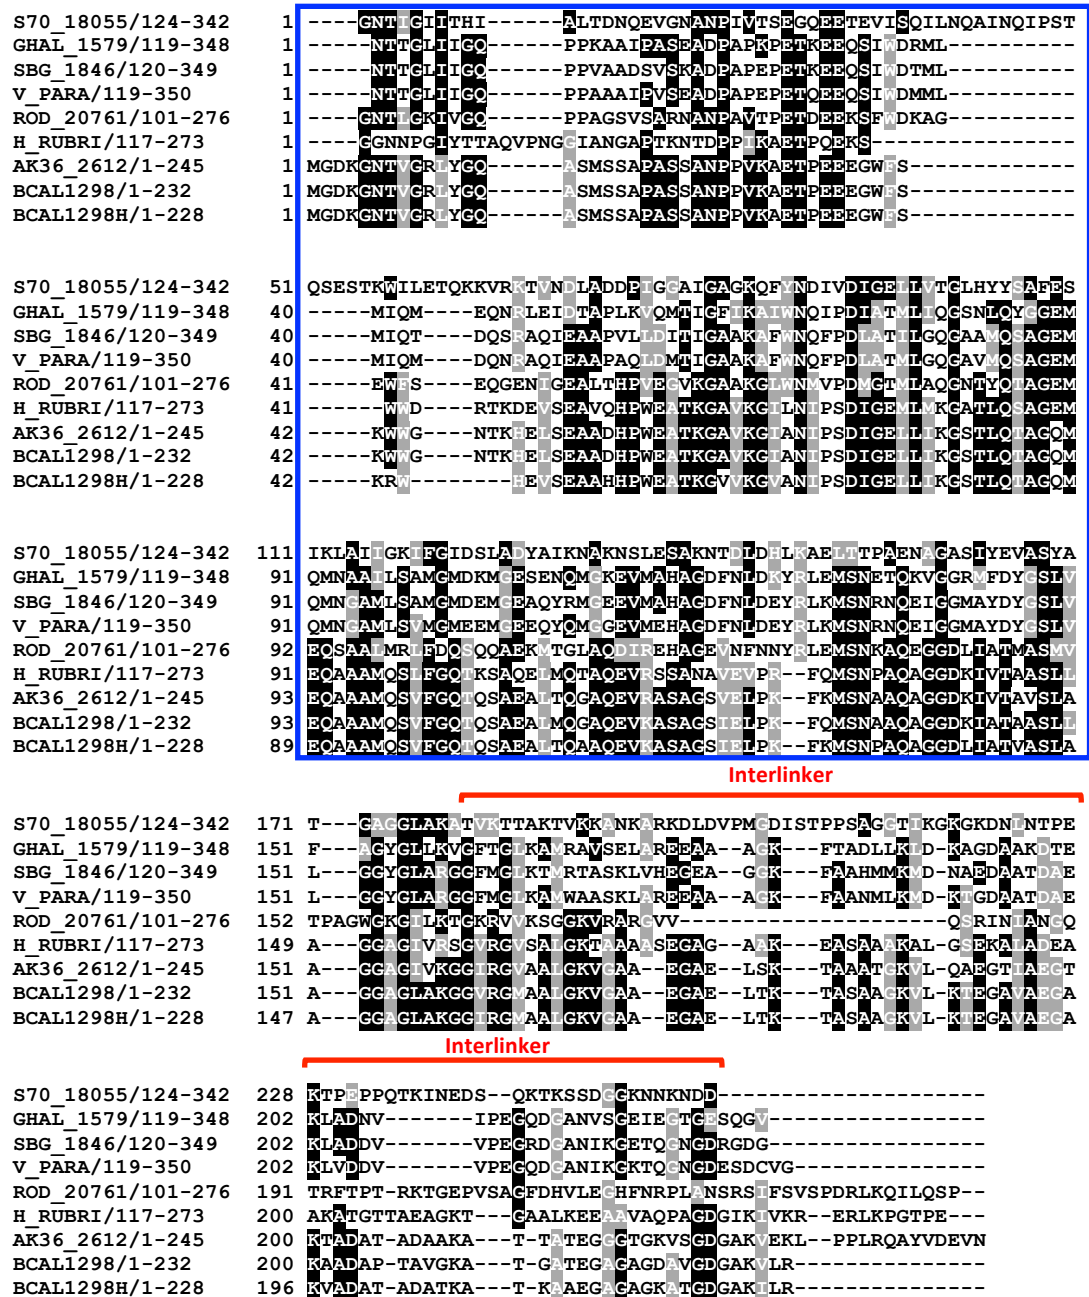 S70_18055/124-342 1 ----GNTIGIITHI------ALTDNQEVGNANPIVTSEGQEETEVISQILNQAINQIPST
GHAL_1579/119-348 1 -----NTTGLIIGQ------PPKAAIPASEADPAPKPETKEEQSIWDRML----------
SBG_1846/120-349 1 -----NTTGLIIGQ------PPVAADSVSKADPAPEPETKEEQSIWDTML----------
V_PARA/119-350 1 -----NTTGLIIGQ------PPAAAIPVSEADPAPEPETQEEQSIWDMML----------
ROD_20761/101-276 1 ----GNTLGKIVGQ------PPAGSVSARNANPAVTPETDEEKSFWDKAG----------
H_RUBRI/117-273 1 ---GGNNPGIYTTAQVPNGGIANGAPTKNTDPPIKAETPQEKS----------------
AK36_2612/1-245 1 MGDKGNTVGRLYGQ------ASMSSAPASSANPPVKAETPEEEGWFS-------------
BCAL1298/1-232 1 MGDKGNTVGRLYGQ------ASMSSAPASSANPPVKAETPEEEGWFS-------------
BCAL1298H/1-228 1 MGDKGNTVGRLYGQ------ASMSSAPASSANPPVKAETPEEEGWFS-------------
S70_18055/124-342 51 QSESTKWILETQKKVRKTVNDLADDPIGGAIGAGKQFYNDIVDIGELLVTGLHYYSAFES
GHAL_1579/119-348 40 -----MIQM----EQNRLEIDTAPLKVQMTIGFIKAIWNQIPDIATMLIQGSNLQYGGEM
SBG_1846/120-349 40 -----MIQT----DQSRAQIEAAPVLLDITIGAAKAFWNQFPDLATILGQGAAMQSAGEM
V_PARA/119-350 40 -----MIQM----DQNRAQIEAAPAQLDMTIGAAKAFWNQFPDLATMLGQGAVMQSAGEM
ROD_20761/101-276 41 ------EWFS----EQGENIGEALTHPVEGVKGAAKGLWNMVPDMGTMLAQGNTYQTAGEM
H_RUBRI/117-273 41 ------WWD-----RTKDEVSEAVQHPWEATKGAVKGILNIPSDIGEMLMKGATLQSAGEM
AK36_2612/1-245 42 -----KWWG----NTKHELSEAADHPWEATKGAVKGIANIPSDIGELLIKGSTLQTAGQM
BCAL1298/1-232 42 -----KWWG----NTKHELSEAADHPWEATKGAVKGIANIPSDIGELLIKGSTLQTAGQM
BCAL1298H/1-228 42 -----KRW--------HEVSEAAHHPWEATKGVVKGVANIPSDIGELLIKGSTLQTAGQM
S70_18055/124-342 111 IKLAIIGKIFGIDSLADYAIKNAKNSLESAKNTDLDHLKAELTTPAENAGASIYEVASYA
GHAL_1579/119-348 91 QMNAAILSAMGMDKMGESENQMGKEVMAHAGDFNLDKYRLEMSNETQKVGGRMFDYGSLV
SBG_1846/120-349 91 QMNGAMLSAMGMDEMGEAQYRMGEEVMAHAGDFNLDEYRLKMSNRNQEIGGMAYDYGSLV
V_PARA/119-350 91 QMNGAMLSVMGMEEMGEEQYQMGGEVMEHAGDFNLDEYRLKMSNRNQEIGGMAYDYGSLV
ROD_20761/101-276 92 EQSAALMRLFDQSQQAEKMTGLAQDIREHAGEVNFNNYRLEMSNKAQEGGDLIATMASMV
H_RUBRI/117-273 91 EQAAAMQSLFGQTKSAQELMQTAQEVRSSANAVEVPR--FQMSNPAQAGGDKIVTAASLL
AK36_2612/1-245 93 EQAAAMQSVFGQTQSAEALTQGAQEVRASAGSVELPK--FKMSNAAQAGGDKIVTAVSLA
BCAL1298/1-232 93 EQAAAMQSVFGQTQSAEALMQGAQEVKASAGSIELPK--FQMSNAAQAGGDKIATAASLL
BCAL1298H/1-228 89 EQAAAMQSVFGQTQSAEALTQAAQEVKASAGSIELPK--FKMSNPAQAGGDLIATVASLA
Interlinker
S70_18055/124-342 171 T---GAGGLAKATVKTTAKTVKKANKARKDLDVPMGDISTPPSAGGTIKGKGKDNLNTPE
GHAL_1579/119-348 151 F---AGYGLLKVGFTGLKAMRAVSELAREEAA--AGK---FTADLLKLD-KAGDAAKDTE
SBG_1846/120-349 151 L---GGYGLARGGFMGLKTMRTASKLVHEGEA--GGK---FAAHMMKMD-NAEDAATDAE
V_PARA/119-350 151 L---GGYGLARGGFMGLKAMWAASKLAREEAA--AGK---FAANMLKMD-KTGDAATDAE
ROD_20761/101-276 152 TPAGWGKGILKTGKRVVKSGGKVRARGVV-------------------QSRINIANGQ
H_RUBRI/117-273 149 A---GGAGIVRSGVRGVSALGKTAAAASEGAG--AAK---EASAAAKAL-GSEKALADEA
AK36_2612/1-245 151 A---GGAGIVKGGIRGVAALGKVGAA--EGAE--LSK---TAAATGKVL-QAEGTIAEGT
BCAL1298/1-232 151 A---GGAGLAKGGVRGMAALGKVGAA--EGAE--LTK---TASAAGKVL-KTEGAVAEGA
BCAL1298H/1-228 147 A---GGAGLAKGGIRGMAALGKVGAA--EGAE--LTK---TASAAGKVL-KTEGAVAEGA
Interlinker
S70_18055/124-342 228 KTPEPPQTKINEDS--QKTKSSDGGKNNKNDD---------------------
GHAL_1579/119-348 202 KLADNV-------IPEGQDGANVSGEIEGTGESQGV-----------------
SBG_1846/120-349 202 KLADDV-------VPEGRDGANIKGETQGNGDRGDG-----------------
V_PARA/119-350 202 KLVDDV-------VPEGQDGANIKGKTQGNGDESDCVG---------------
ROD_20761/101-276 191 TRFTPT-RKTGEPVSAGFDHVLEGHFNRPLANSRSIFSVSPDRLKQILQSP--
H_RUBRI/117-273 200 AKATGTTAEAGKT---GAALKEEAAVAQPAGDGIKIVKR---ERLKPGTPE---
AK36_2612/1-245 200 KTADAT-ADAAKA--T-TATEGGGTGKVSGDGAKVEKL--PPLRQAYVDEVN
BCAL1298/1-232 200 KAADAP-TAVGKA---T-GATEGAGAGDAVGDGAKVLR---------------
BCAL1298H/1-228 196 KVADAT-ADATKA---T-KAAEGAGAGKATGDGAKILR---------------